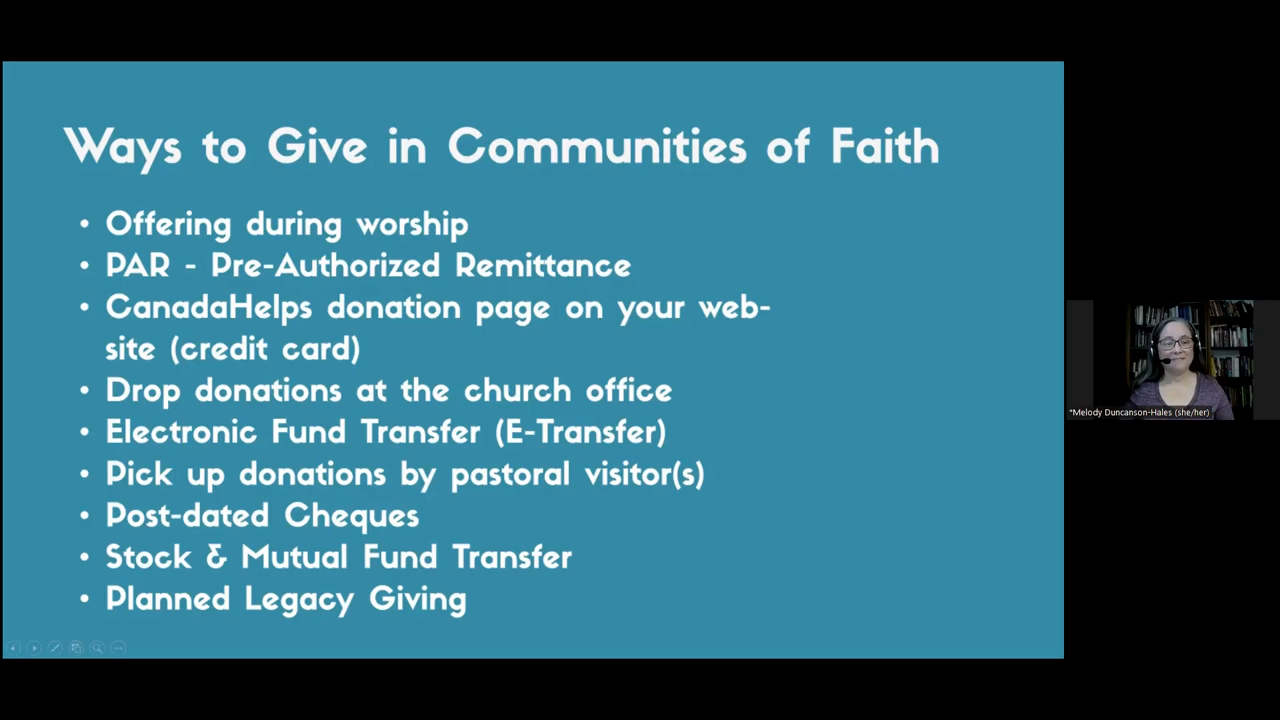 Ways to Give in Communities of Faith
• Offering during worship
• PAR - Pre-Authorized Remittance
• CanadaHelps donation page on your web-
site (credit card)
• Drop donations at the church office
• Electronic Fund Transfer (E-Transfer)
• Pick up donations by pastoral visitor(s)
• Post-dated Cheques
• Stock & Mutual Fund Transfer
• Planned Legacy Giving
*Melody Duncanson-Hales (she/her)